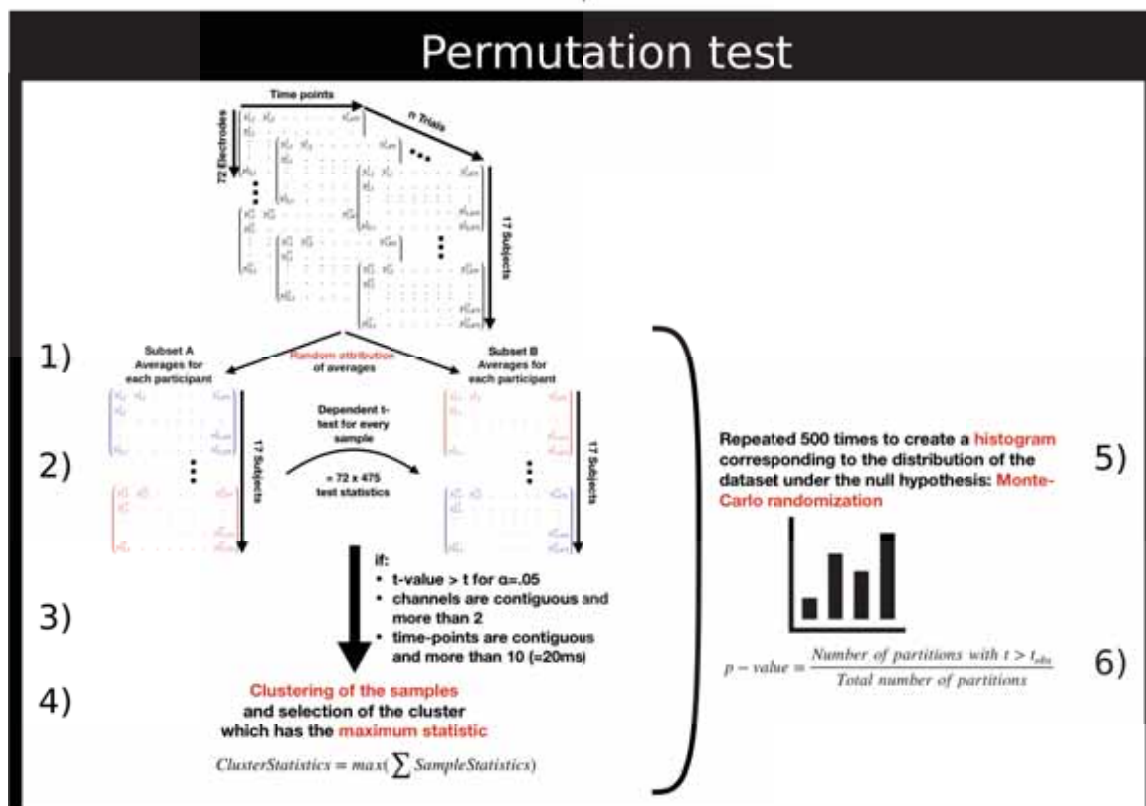 Permutation test
Time points
n Trials
72 Electrodes
17 Subjects
1)
Subset A
Averages for
each participant
Random attribution
of averages
Subset B
Averages for
each participant
2)
17 Subjects
Dependent t-
test for every
sample
= 72 x 475
test statistics
17 Subjects
3)
if:
• t-value > t for α=.05
• channels are contiguous and
more than 2
• time-points are contiguous
and more than 10 (=20ms)
4)
Clustering of the samples
and selection of the cluster
which has the maximum statistic
ClusterStatistics = max(∑ SampleStatistics)
Repeated 500 times to create a histogram
corresponding to the distribution of the
dataset under the null hypothesis: Monte-
Carlo randomization
5)
p − value = Number of partitions with t > t_obs
Total number of partitions
6)